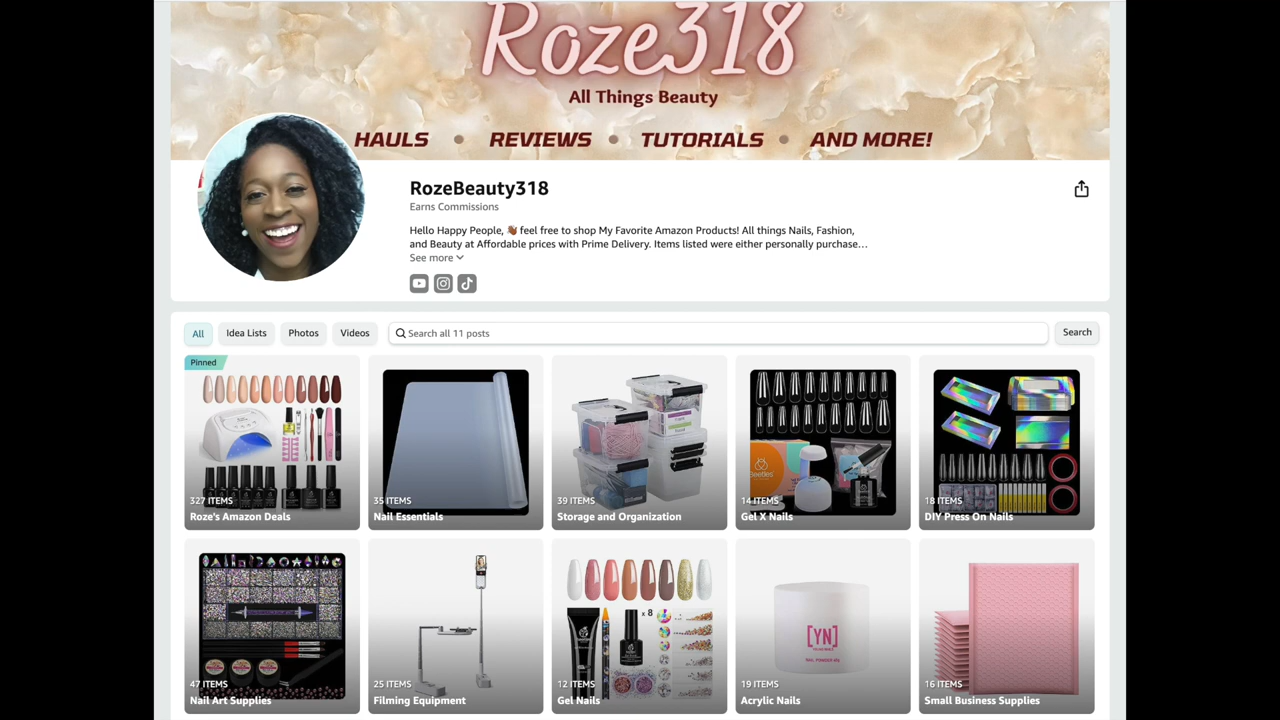 Roze318
All Things Beauty
HAULS • REVIEWS • TUTORIALS • AND MORE!
RozeBeauty318
Earns Commissions
Hello Happy People, 👋🏾 feel free to shop My Favorite Amazon Products! All things Nails, Fashion,
and Beauty at Affordable prices with Prime Delivery. Items listed were either personally purchase…
See more
All
Idea Lists
Photos
Videos
Search all 11 posts
Search
Pinned
327 ITEMS
Roze's Amazon Deals
35 ITEMS
Nail Essentials
39 ITEMS
Storage and Organization
Beetles
14 ITEMS
Gel X Nails
18 ITEMS
DIY Press On Nails
47 ITEMS
Nail Art Supplies
25 ITEMS
Filming Equipment
x 8
12 ITEMS
Gel Nails
[YN]
19 ITEMS
Acrylic Nails
16 ITEMS
Small Business Supplies